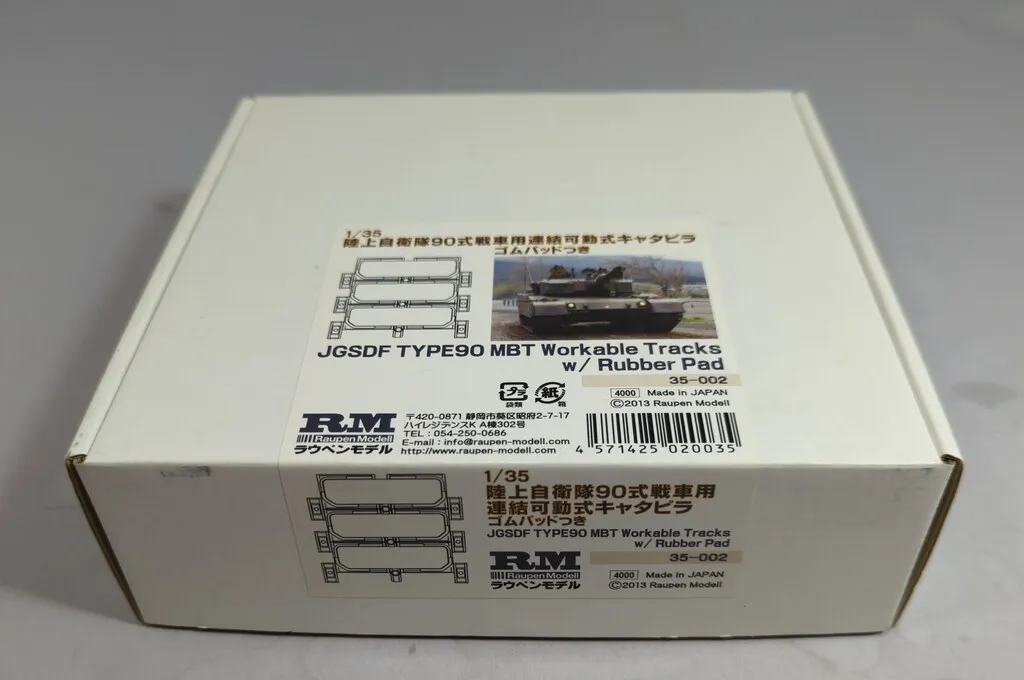 1/35
陸上自衛隊90式戦車用連結可動式キャタピラ
ゴムパッドつき
JGSDF TYPE90 MBT Workable Tracks
w/ Rubber Pad
35-002
プラ
袋類
紙
箱
4000 Made in JAPAN
©2013 Raupen Modell
RM
Raupen Modell
ラウペンモデル
〒420-0871 静岡市葵区昭府2-7-17
ハイレジデンスK A棟302号
TEL：054-250-0686
E-mail：info@raupen-modell.com
http://www.raupen-modell.com
4 571425 020035
1/35
陸上自衛隊90式戦車用
連結可動式キャタピラ
ゴムパッドつき
JGSDF TYPE90 MBT Workable Tracks
w/ Rubber Pad
35-002
RM
Raupen Modell
ラウペンモデル
4000 Made in JAPAN
©2013 Raupen Modell